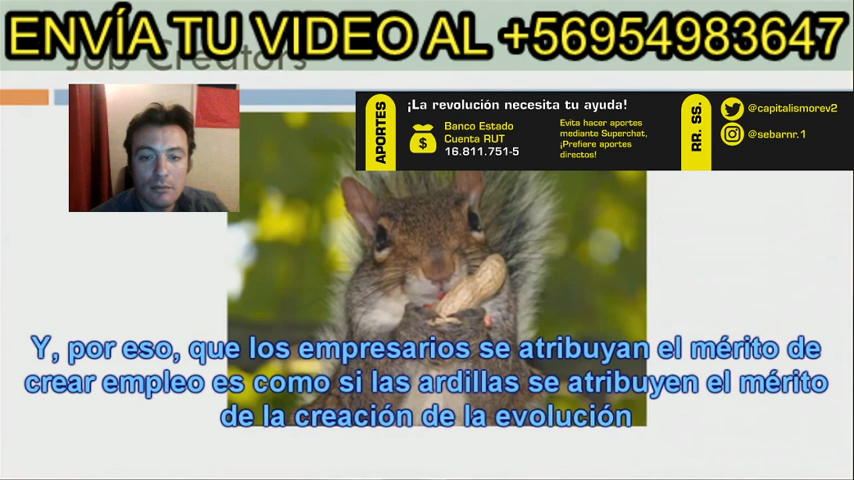 ENVÍA TU VIDEO AL +56954983647
Job Creators
APORTES
¡La revolución necesita tu ayuda!
Banco Estado
Cuenta RUT
16.811.751-5
Evita hacer aportes
mediante Superchat,
¡Prefiere aportes
directos!
RR. SS.
@capitalismorev2
@sebarnr.1
Y, por eso, que los empresarios se atribuyan el mérito de
crear empleo es como si las ardillas se atribuyen el mérito
de la creación de la evolución